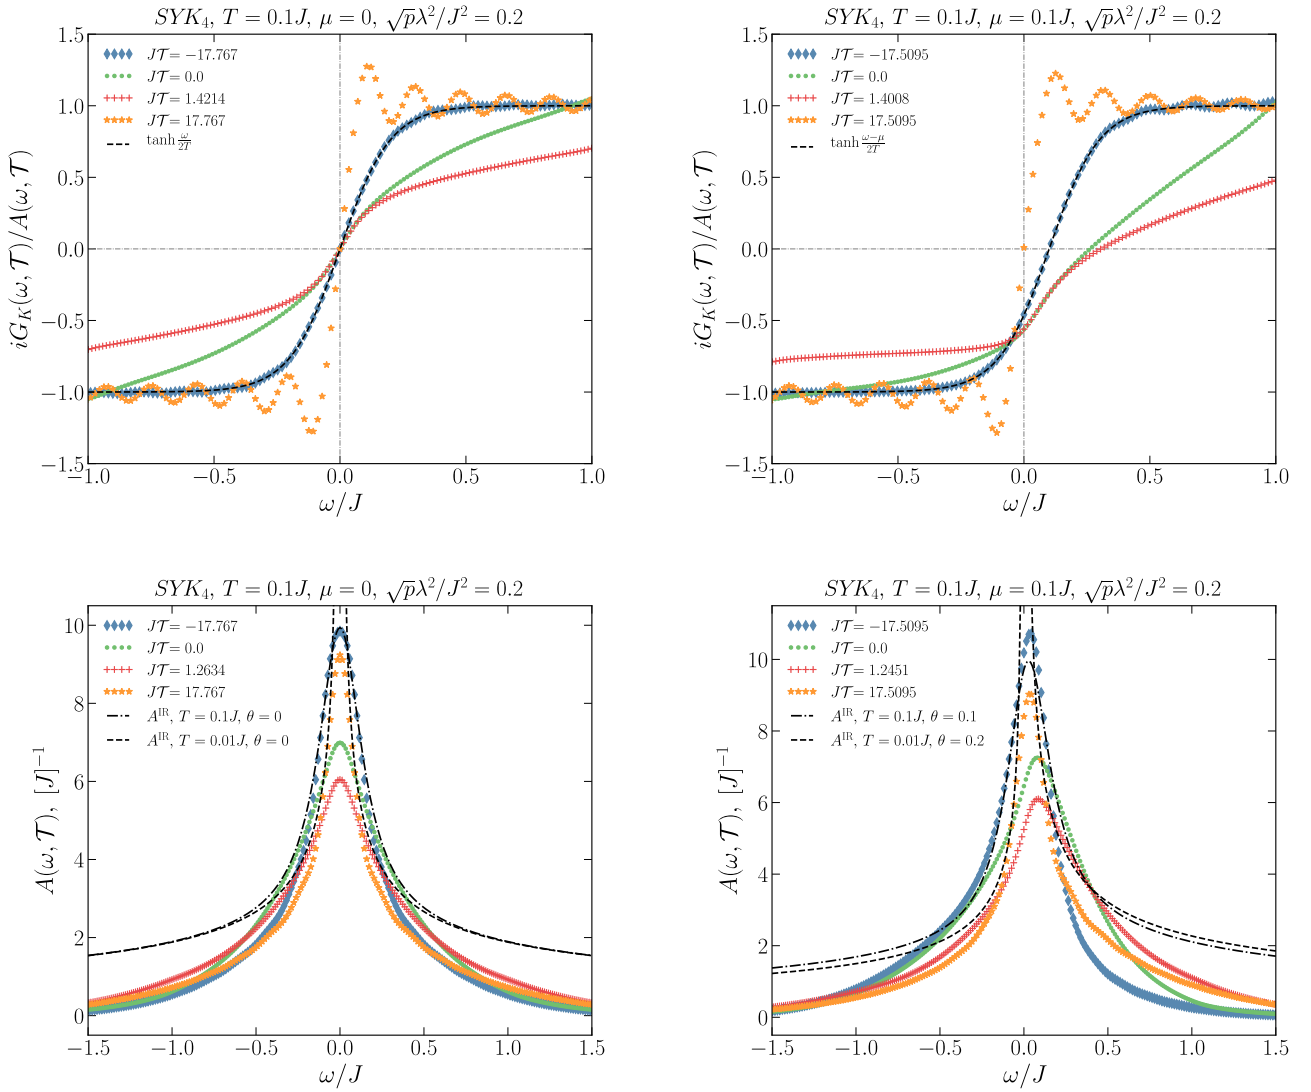 SYK₄, T = 0.1J, μ = 0, √pλ²/J² = 0.2
1.5
1.0
0.5
0.0
−0.5
−1.0
−1.5
iG_K(ω, 𝒯)/A(ω, 𝒯)
J𝒯 = −17.767
J𝒯 = 0.0
J𝒯 = 1.4214
J𝒯 = 17.767
tanh ω/2T
−1.0 −0.5 0.0 0.5 1.0
ω/J
SYK₄, T = 0.1J, μ = 0.1J, √pλ²/J² = 0.2
1.5
1.0
0.5
0.0
−0.5
−1.0
−1.5
iG_K(ω, 𝒯)/A(ω, 𝒯)
J𝒯 = −17.5095
J𝒯 = 0.0
J𝒯 = 1.4008
J𝒯 = 17.5095
tanh ω−μ/2T
−1.0 −0.5 0.0 0.5 1.0
ω/J
SYK₄, T = 0.1J, μ = 0, √pλ²/J² = 0.2
10
8
6
4
2
0
A(ω, 𝒯), [J]⁻¹
J𝒯 = −17.767
J𝒯 = 0.0
J𝒯 = 1.2634
J𝒯 = 17.767
A^IR, T = 0.1J, θ = 0
A^IR, T = 0.01J, θ = 0
−1.5 −1.0 −0.5 0.0 0.5 1.0 1.5
ω/J
SYK₄, T = 0.1J, μ = 0.1J, √pλ²/J² = 0.2
10
8
6
4
2
0
A(ω, 𝒯), [J]⁻¹
J𝒯 = −17.5095
J𝒯 = 0.0
J𝒯 = 1.2451
J𝒯 = 17.5095
A^IR, T = 0.1J, θ = 0.1
A^IR, T = 0.01J, θ = 0.2
−1.5 −1.0 −0.5 0.0 0.5 1.0 1.5
ω/J